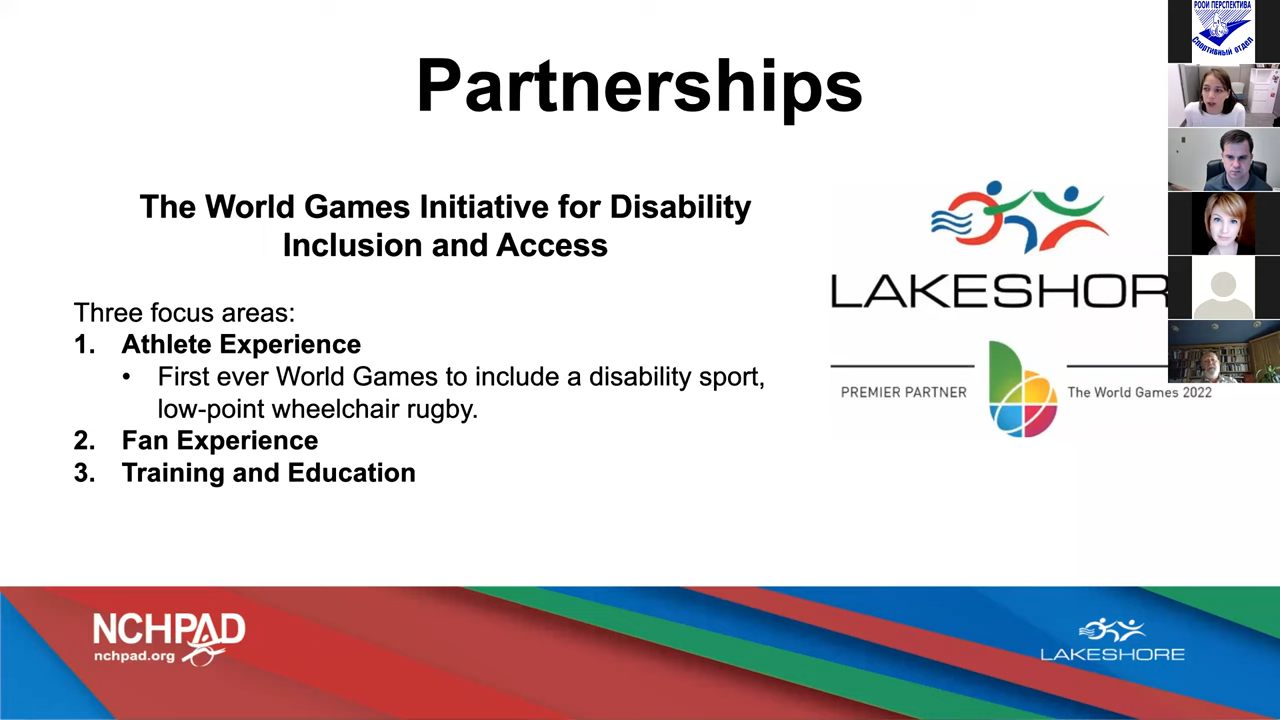 Partnerships
РООИ ПЕРСПЕКТИВА
Спортивный отдел
The World Games Initiative for Disability
Inclusion and Access
Three focus areas:
1. Athlete Experience
• First ever World Games to include a disability sport,
low-point wheelchair rugby.
2. Fan Experience
3. Training and Education
LAKESHOR
PREMIER PARTNER
The World Games 2022
NCHPAD
nchpad.org
LAKESHORE